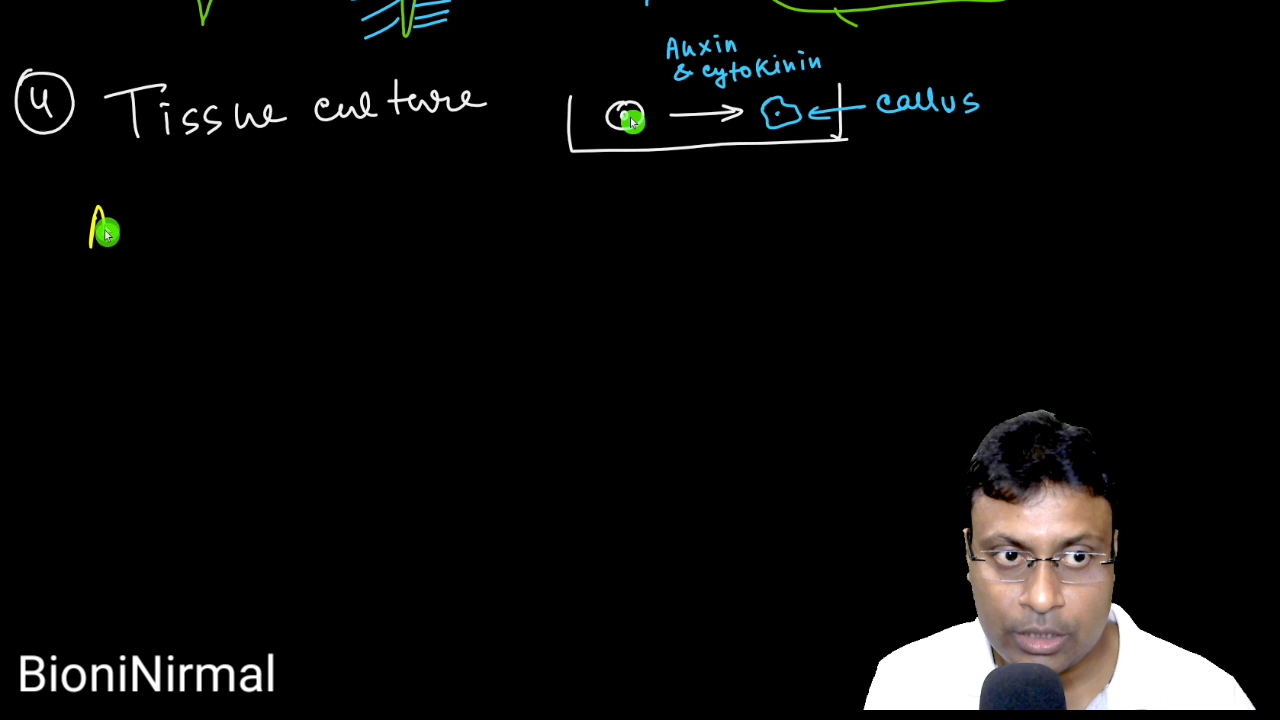 Auxin
& cytokinin
4 Tissue culture
callus
BioniNirmal